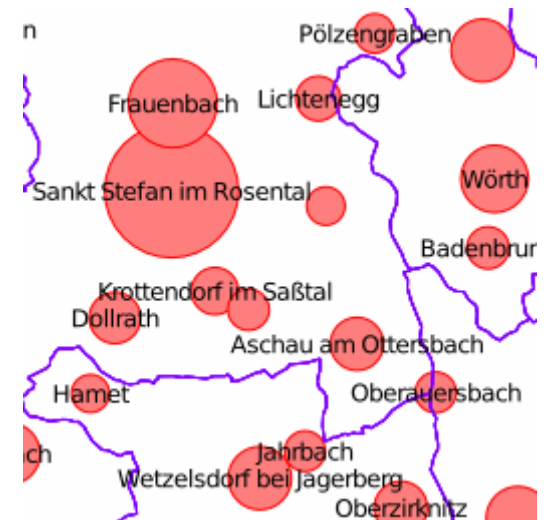 n
Pölzengraben
Frauenbach
Lichtenegg
Sankt Stefan im Rosental
Wörth
Badenbrun
Krottendorf im Saßtal
Dollrath
Aschau am Ottersbach
Hamet
Oberauersbach
Jahrbach
ach
Wetzelsdorf bei Jagerberg
Oberzirknitz